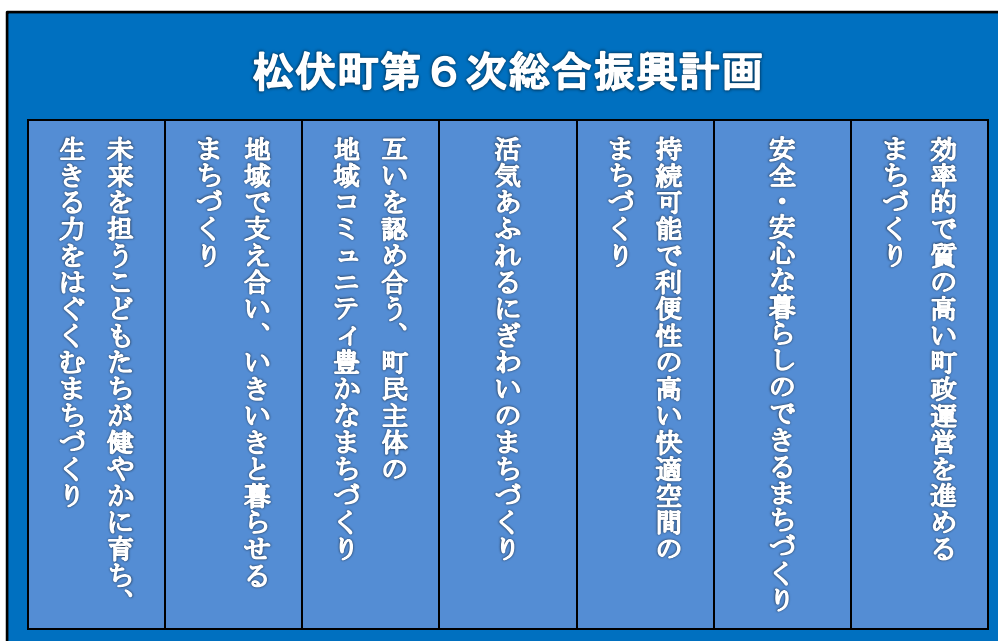 松伏町第６次総合振興計画
未来を担うこどもたちが健やかに育ち、
生きる力をはぐくむまちづくり
地域で支え合い、いきいきと暮らせる
まちづくり
互いを認め合う、町民主体の
地域コミュニティ豊かなまちづくり
活気あふれるにぎわいのまちづくり
持続可能で利便性の高い快適空間の
まちづくり
安全・安心な暮らしのできるまちづくり
効率的で質の高い町政運営を進める
まちづくり